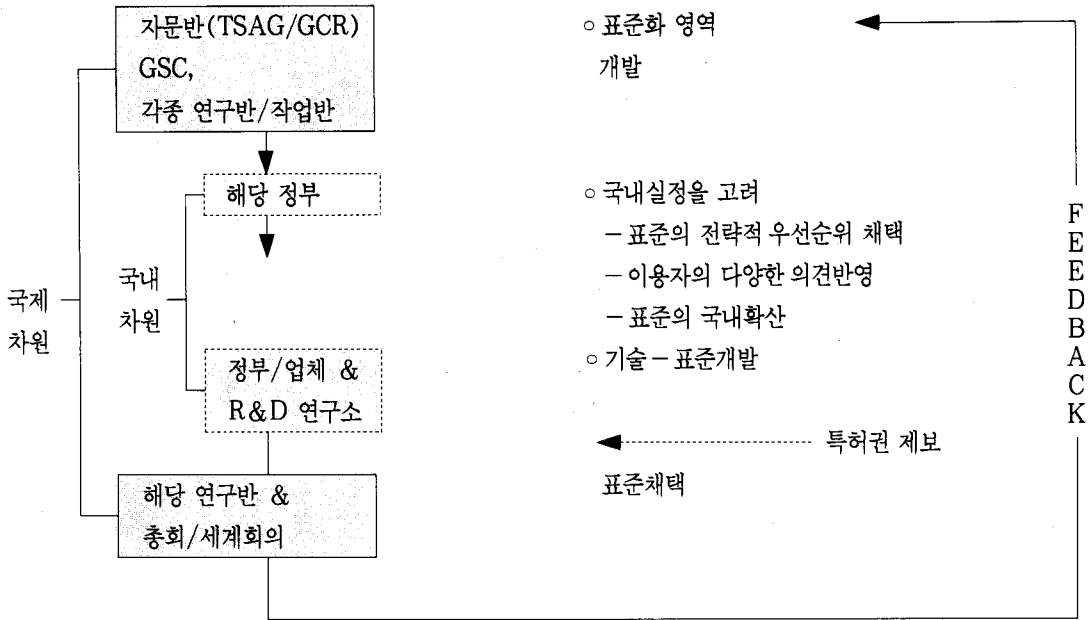 자문반(TSAG/GCR)
GSC,
각종 연구반/작업반
○ 표준화 영역
개발
해당 정부
○ 국내실정을 고려
– 표준의 전략적 우선순위 채택
– 이용자의 다양한 의견반영
– 표준의 국내확산
국제
차원
국내
차원
정부/업체 &
R&D 연구소
○ 기술 – 표준개발
특허권 제보
표준채택
해당 연구반 &
총회/세계회의
FEEDBACK